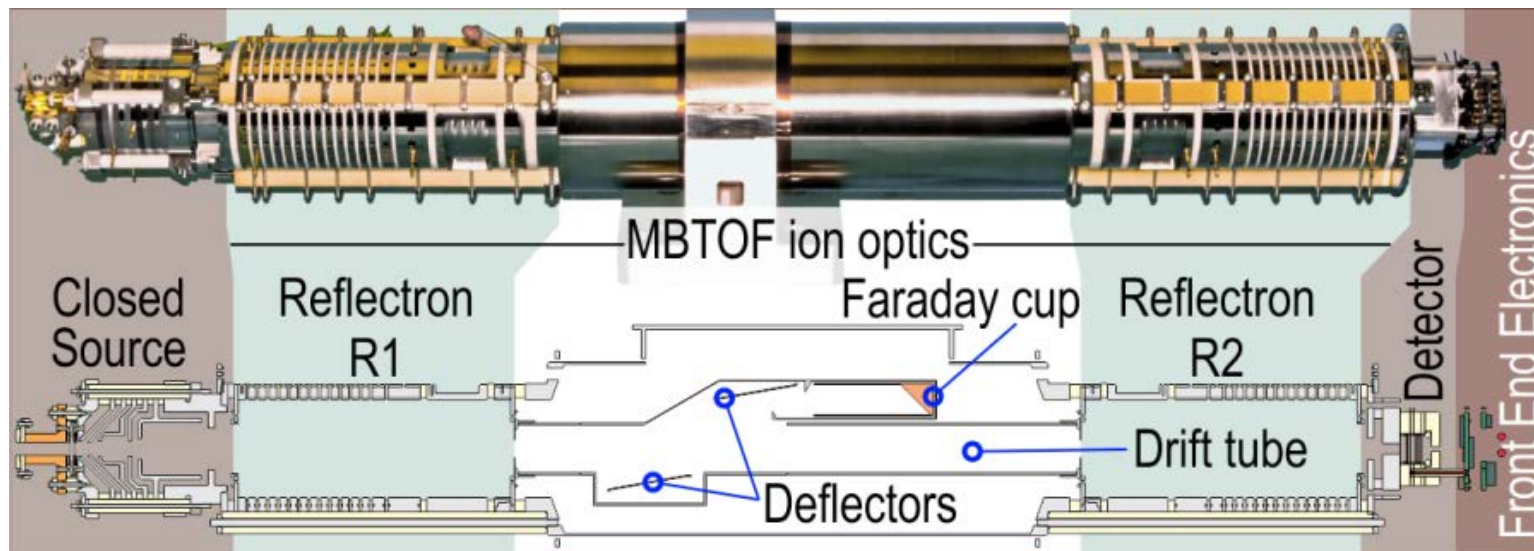 MBTOF ion optics
Closed
Source
Reflectron
R1
Faraday cup
Reflectron
R2
Detector
Front End Electronics
Drift tube
Deflectors